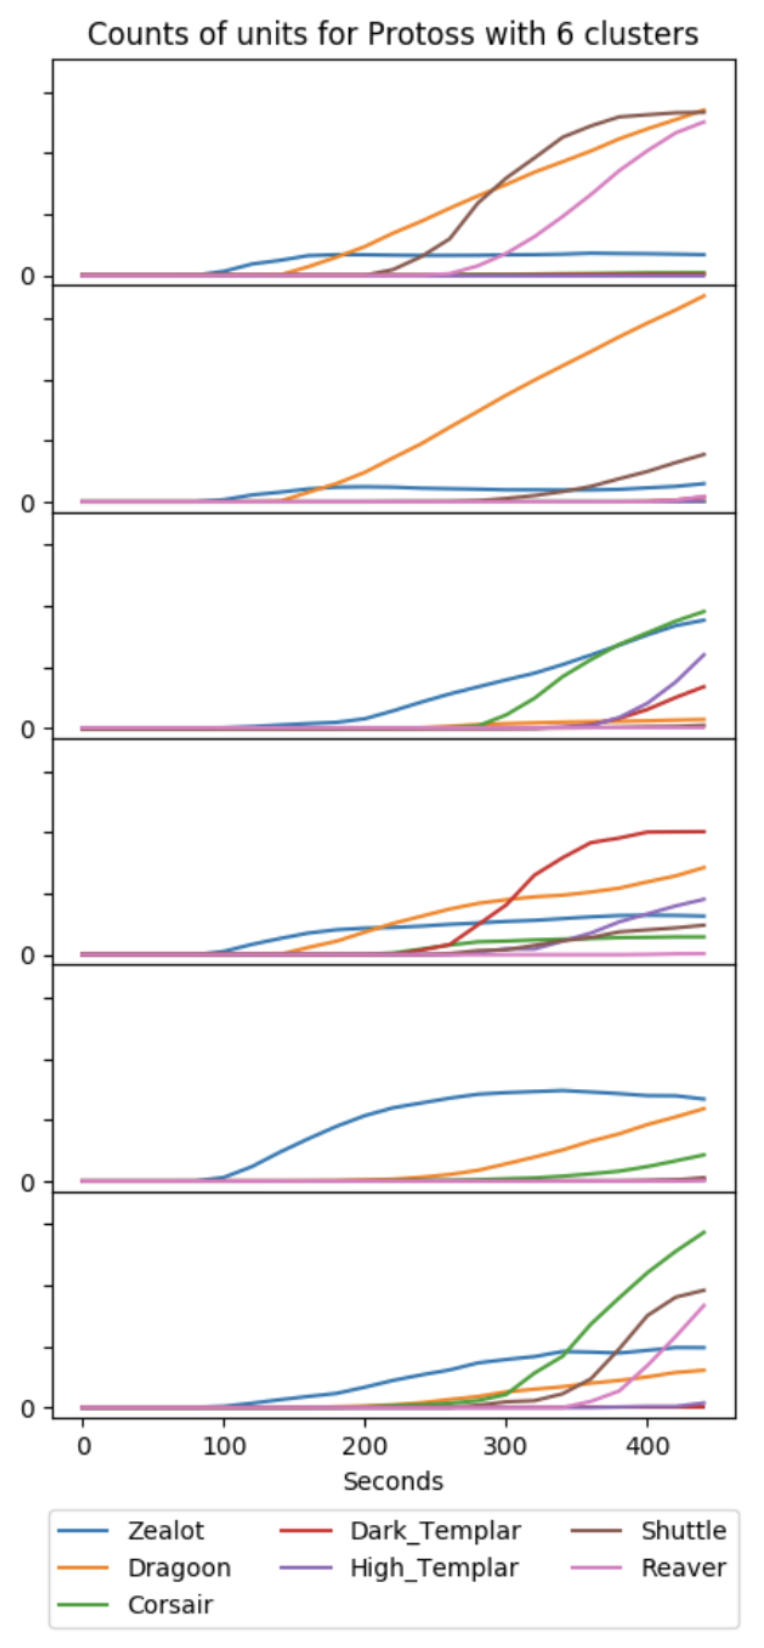 Counts of units for Protoss with 6 clusters
0
0
0
0
0
0
0 100 200 300 400
Seconds
Zealot Dark_Templar Shuttle
Dragoon High_Templar Reaver
Corsair